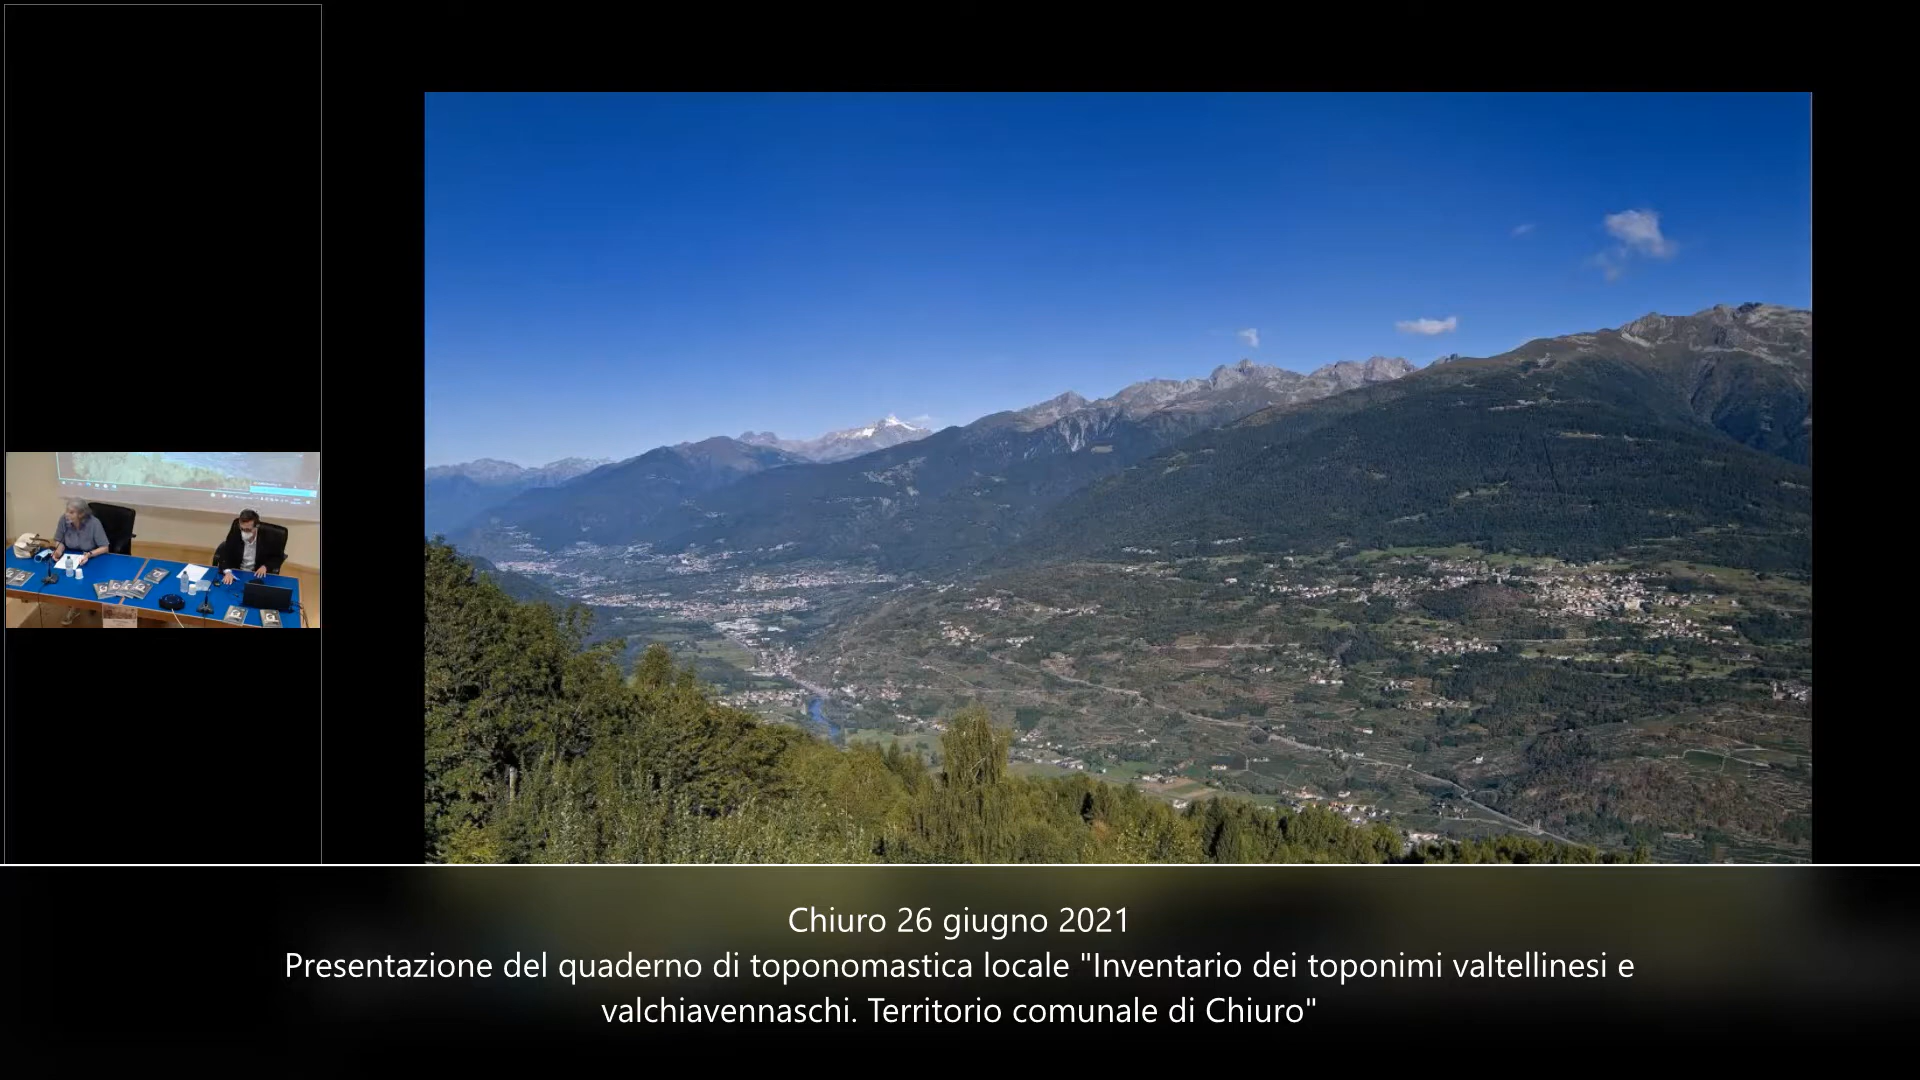 Chiuro 26 giugno 2021
Presentazione del quaderno di toponomastica locale "Inventario dei toponimi valtellinesi e
valchiavennaschi. Territorio comunale di Chiuro"